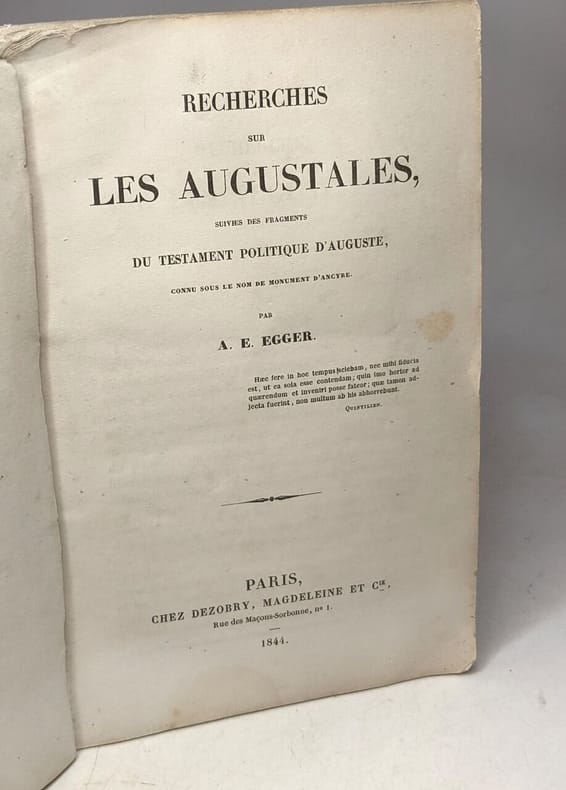 RECHERCHES
SUR
LES AUGUSTALES,
SUIVIES DES FRAGMENTS
DU TESTAMENT POLITIQUE D'AUGUSTE,
CONNU SOUS LE NOM DE MONUMENT D'ANCYRE.
PAR
A. E. EGGER.
Hæc fere in hoc tempus sciebam, nec mihi fiducia
est, ut ea sola esse contendam; quin imo hortor ad
quærendum et inveniri posse fateor; quæ tamen ad-
jecta fuerint, non multum ab his abhorrebunt.
QUINTILIEN.
PARIS,
CHEZ DEZOBRY, MAGDELEINE ET Cie,
Rue des Maçons-Sorbonne, no 1.
1844.